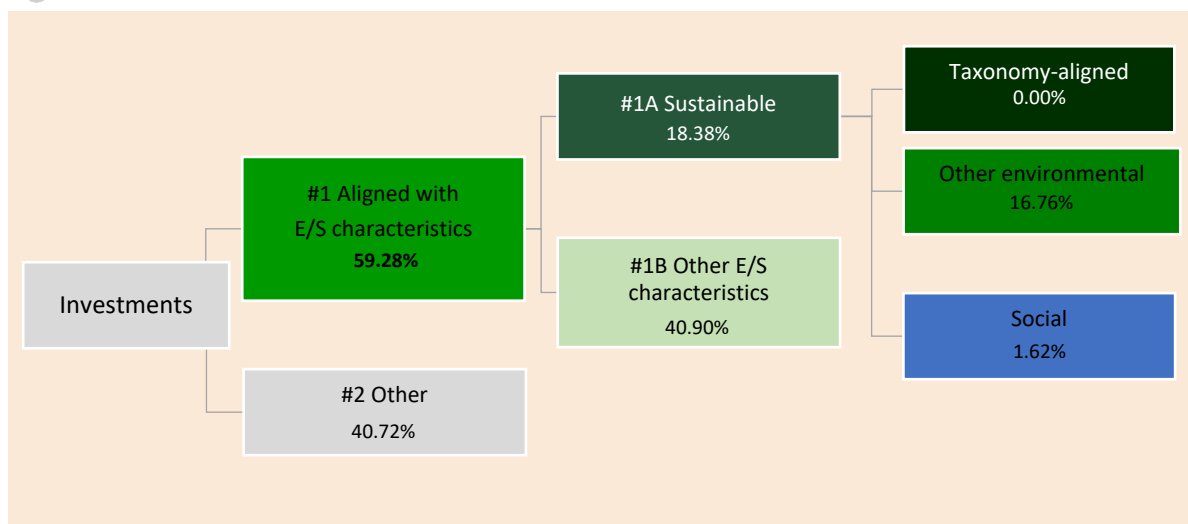 Investments
#1 Aligned with
E/S characteristics
59.28%
#2 Other
40.72%
#1A Sustainable
18.38%
#1B Other E/S
characteristics
40.90%
Taxonomy-aligned
0.00%
Other environmental
16.76%
Social
1.62%